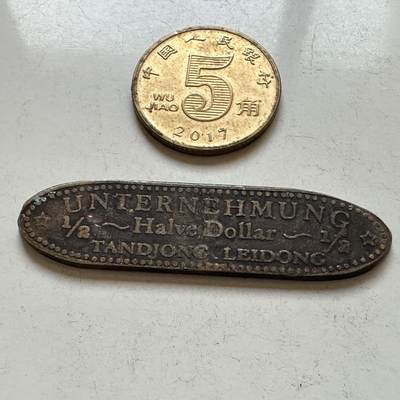 中国人民银行
WU
JIAO
5
角
2017
UNTERNEHMUNG
1/2 ~ Halve Dollar ~ 1/2
TANDJONG LEIDONG